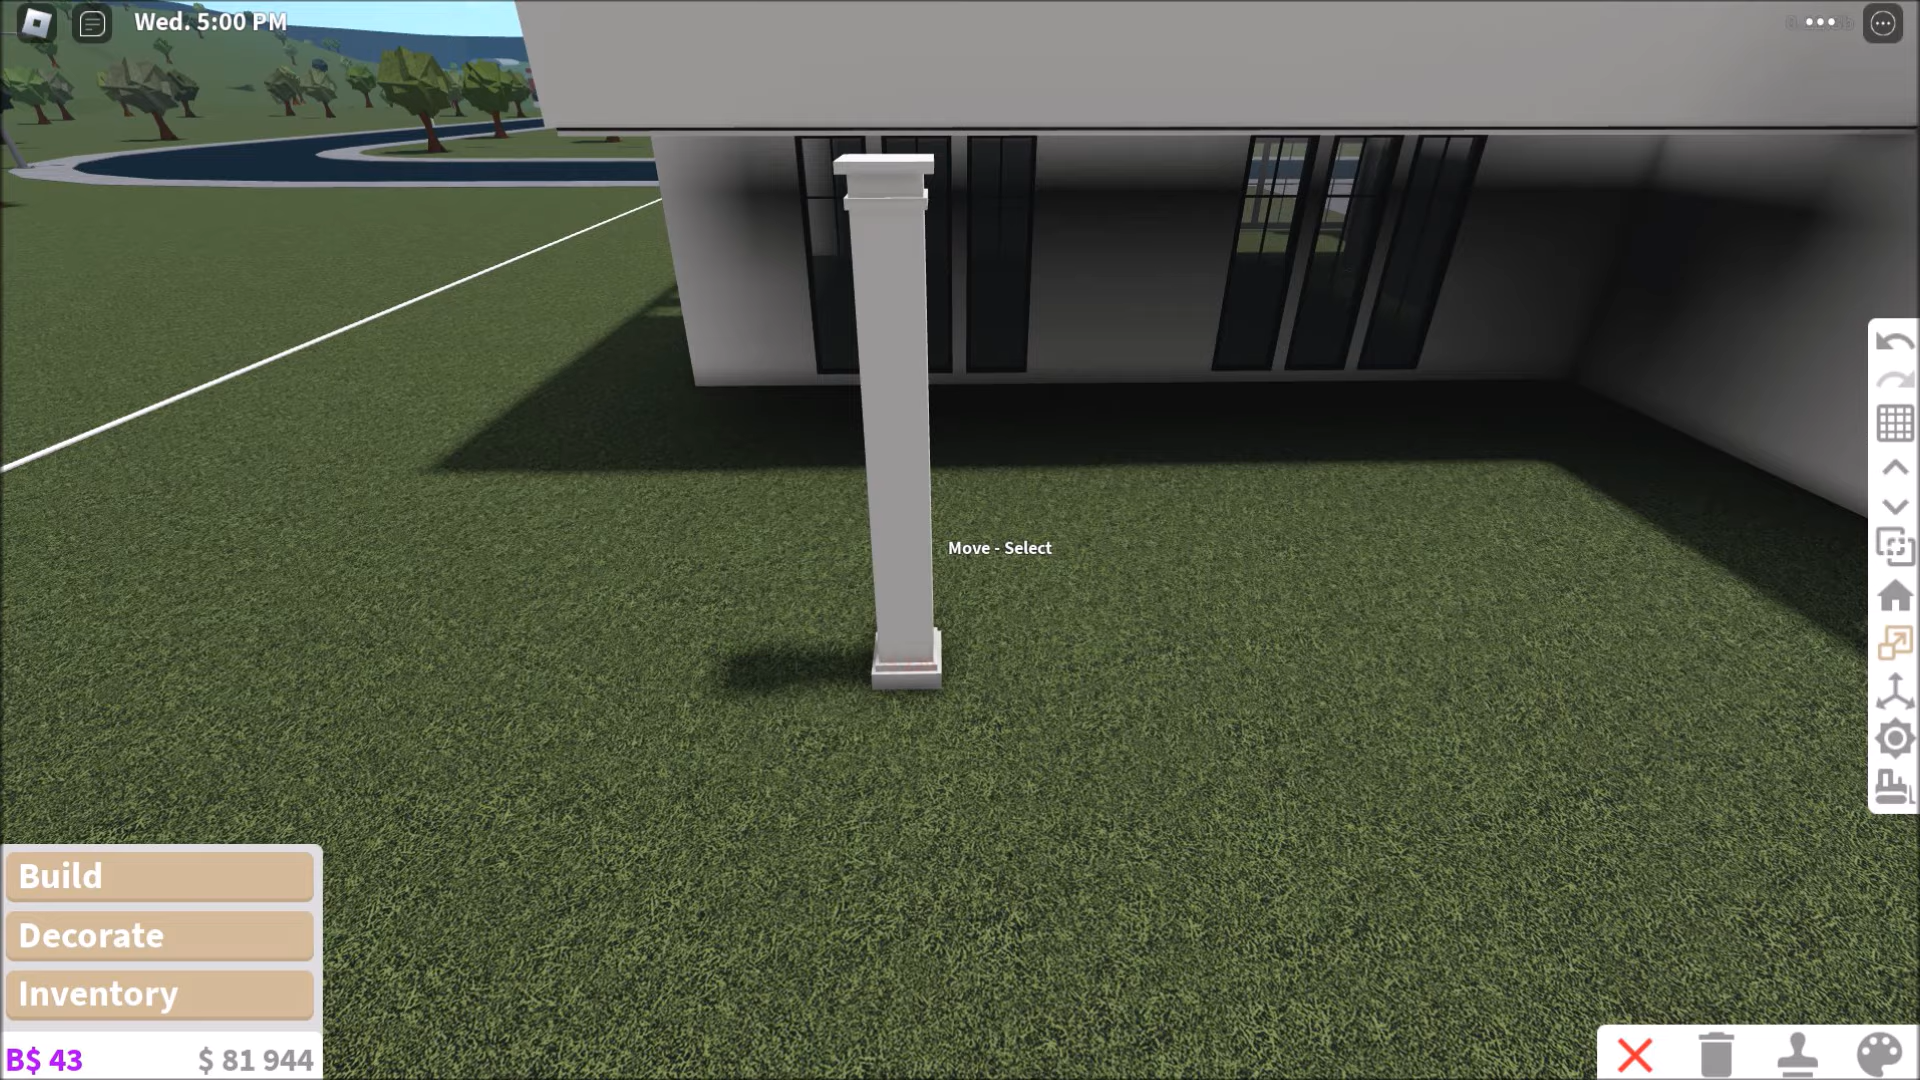 Wed. 5:00 PM
Move - Select
Build
Decorate
Inventory
B$ 43
$ 81 944